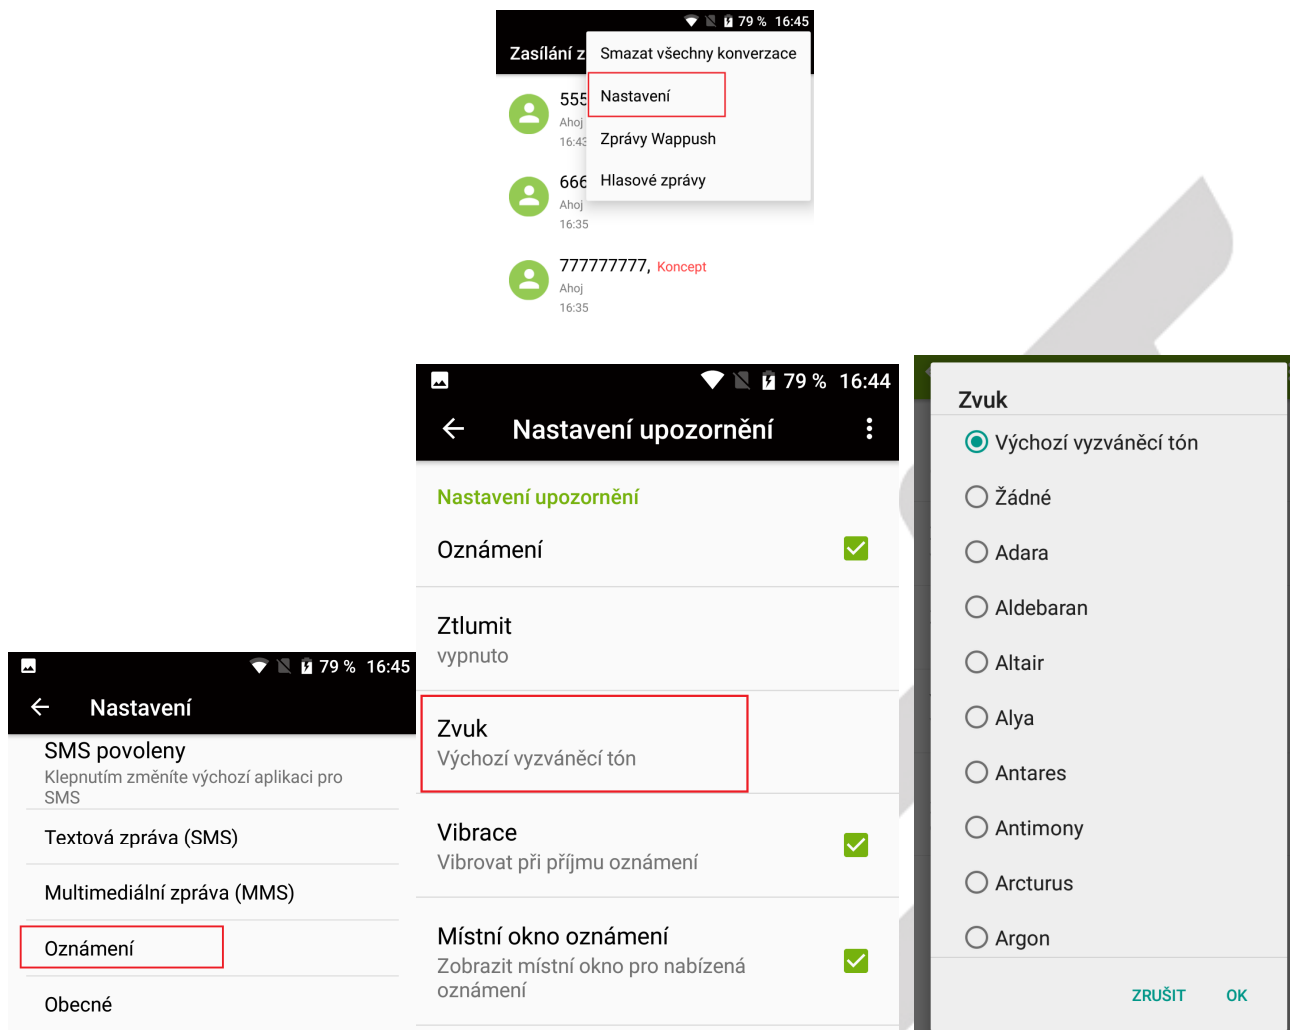 79 % 16:45
Zasílání z
Smazat všechny konverzace
Nastavení
Zprávy Wappush
Hlasové zprávy
555
Ahoj
16:43
666
Ahoj
16:35
777777777, Koncept
Ahoj
16:35
79 % 16:45
Nastavení
SMS povoleny
Klepnutím změníte výchozí aplikaci pro
SMS
Textová zpráva (SMS)
Multimediální zpráva (MMS)
Oznámení
Obecné
79 % 16:44
Nastavení upozornění
Nastavení upozornění
Oznámení
Ztlumit
vypnuto
Zvuk
Výchozí vyzváněcí tón
Vibrace
Vibrovat při příjmu oznámení
Místní okno oznámení
Zobrazit místní okno pro nabízená
oznámení
Zvuk
Výchozí vyzváněcí tón
Žádné
Adara
Aldebaran
Altair
Alya
Antares
Antimony
Arcturus
Argon
ZRUŠIT OK